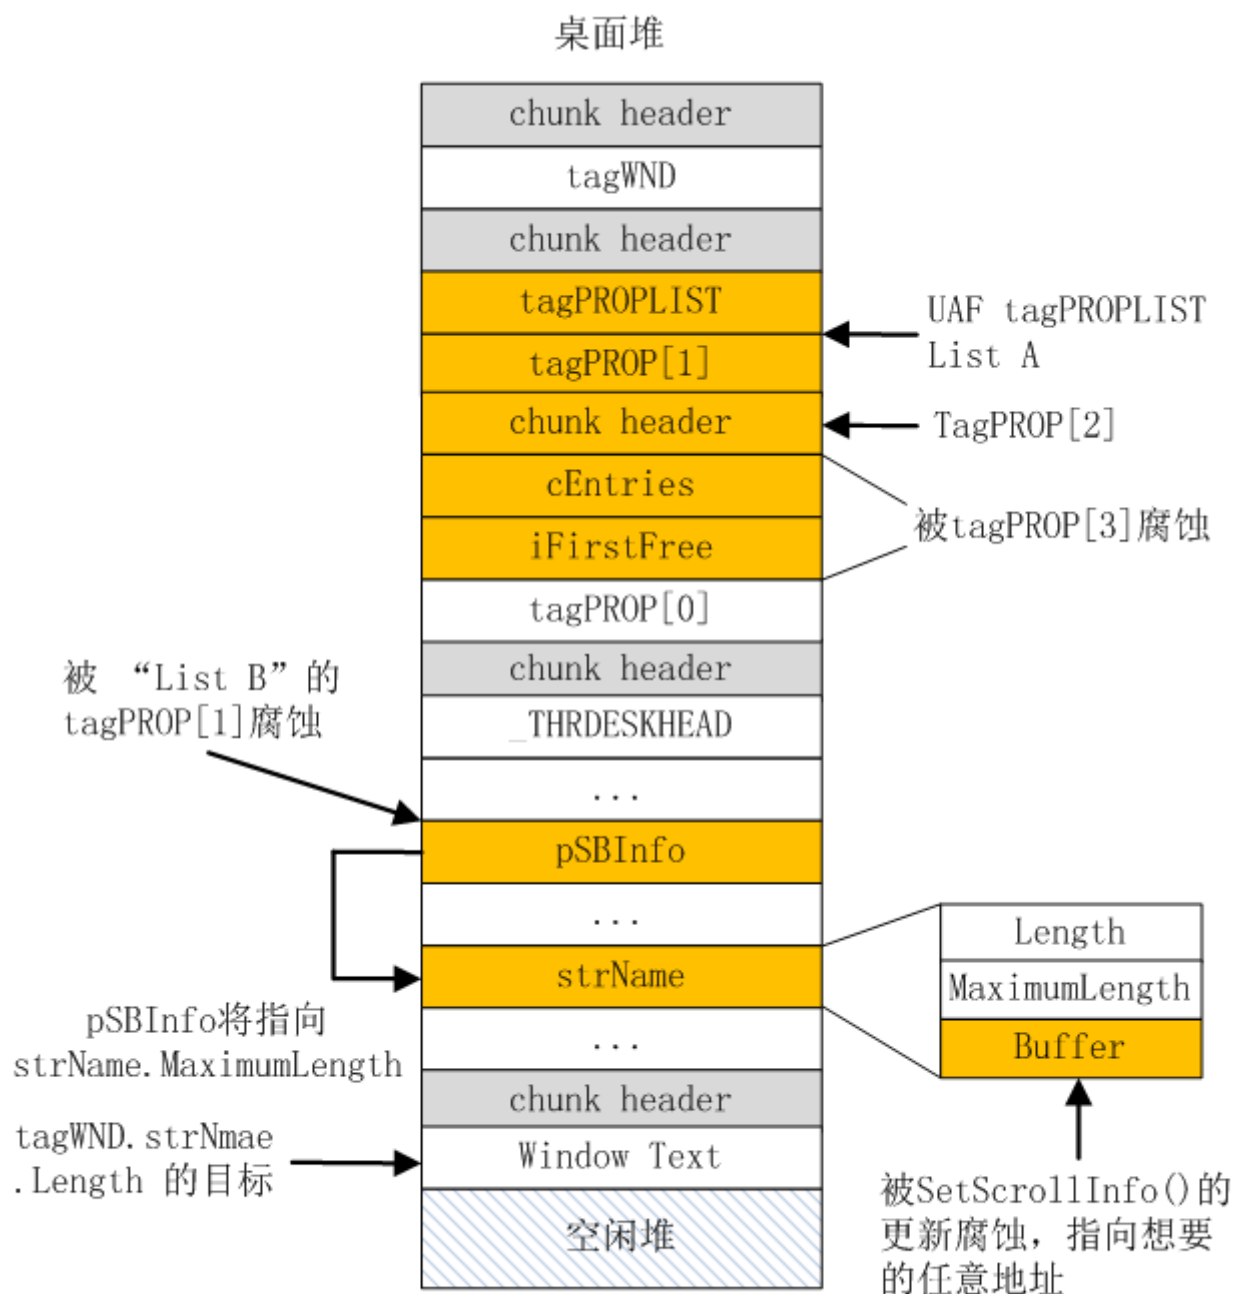 桌面堆
chunk header
tagWND
chunk header
tagPROPLIST
UAF tagPROPLIST
List A
tagPROP[1]
chunk header
TagPROP[2]
cEntries
被tagPROP[3]腐蚀
iFirstFree
tagPROP[0]
chunk header
被 “List B”的
tagPROP[1]腐蚀
_THRDESKHEAD
...
pSBInfo
...
strName
Length
MaximumLength
Buffer
pSBInfo将指向
strName.MaximumLength
...
chunk header
tagWND.strNmae
.Length 的目标
Window Text
空闲堆
被SetScrollInfo()的
更新腐蚀，指向想要
的任意地址